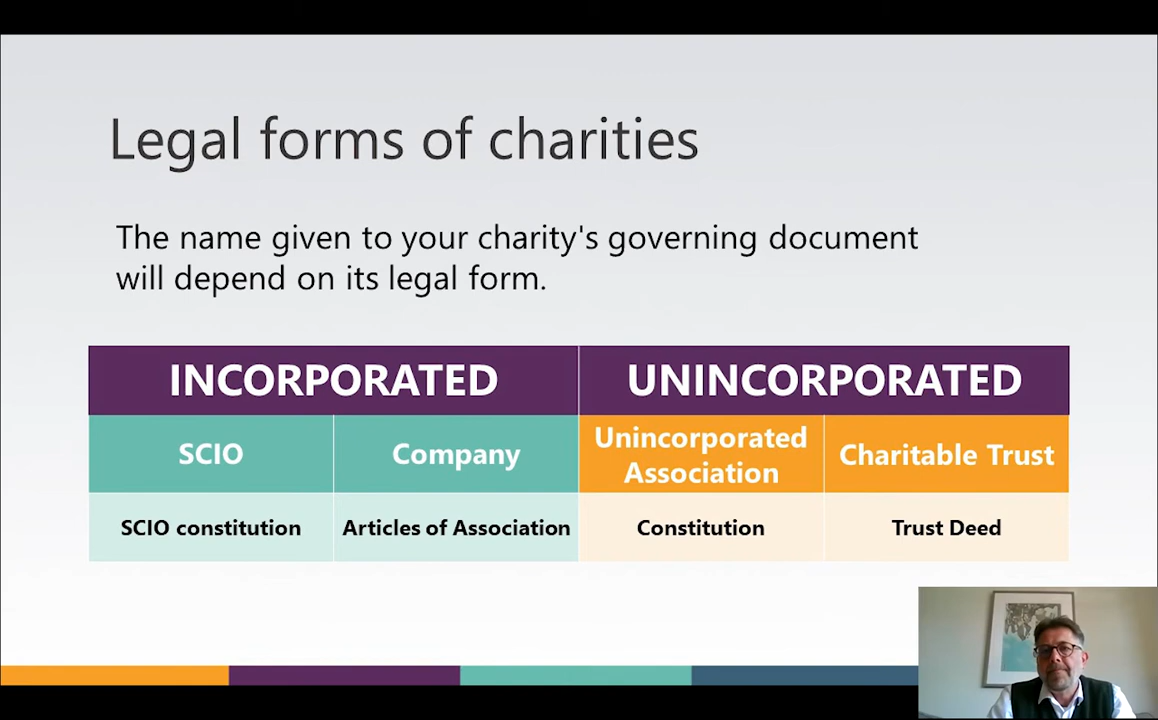 Legal forms of charities
The name given to your charity's governing document
will depend on its legal form.
INCORPORATED
UNINCORPORATED
SCIO
Company
Unincorporated
Association
Charitable Trust
SCIO constitution
Articles of Association
Constitution
Trust Deed